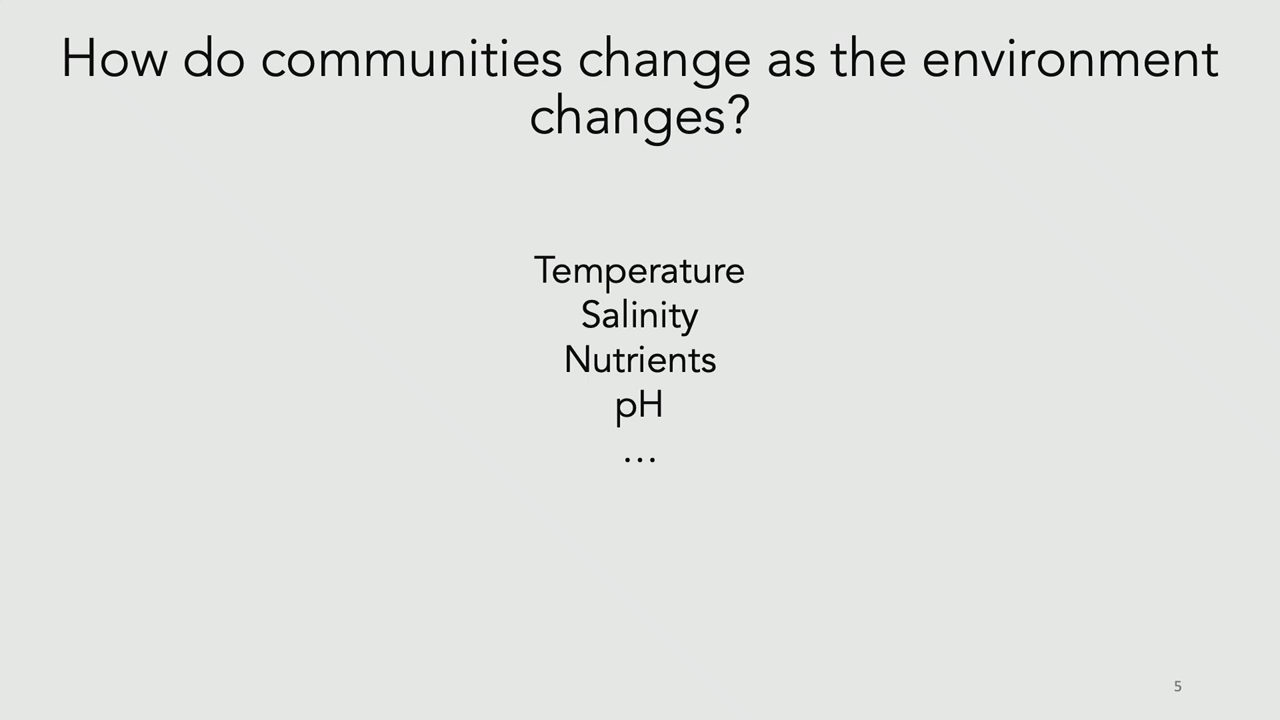 How do communities change as the environment
changes?
Temperature
Salinity
Nutrients
pH
...
5